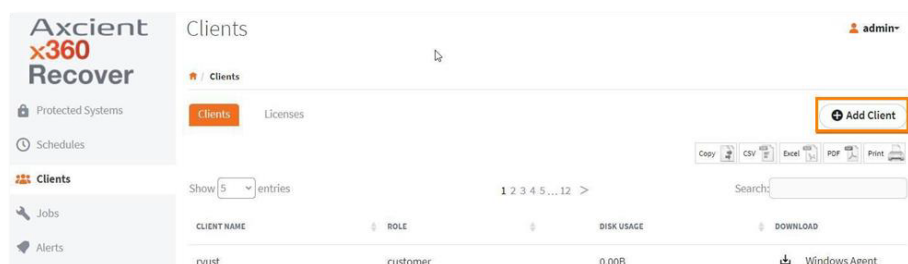 Axcient
x360
Recover
Clients
admin
Clients
Protected Systems
Schedules
Clients
Jobs
Alerts
Clients Licenses
Add Client
Copy CSV Excel PDF Print
Show 5 entries
1 2 3 4 5 ... 12 >
Search:
CLIENT NAME ROLE DISK USAGE DOWNLOAD
ryust customer 0.00B Windows Agent